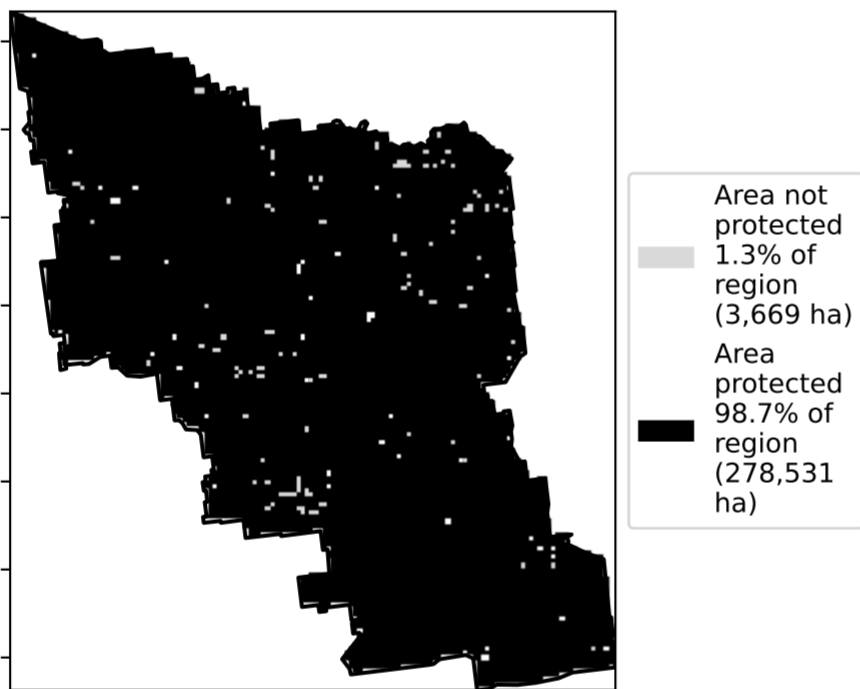 Area not
protected
1.3% of
region
(3,669 ha)
Area
protected
98.7% of
region
(278,531
ha)